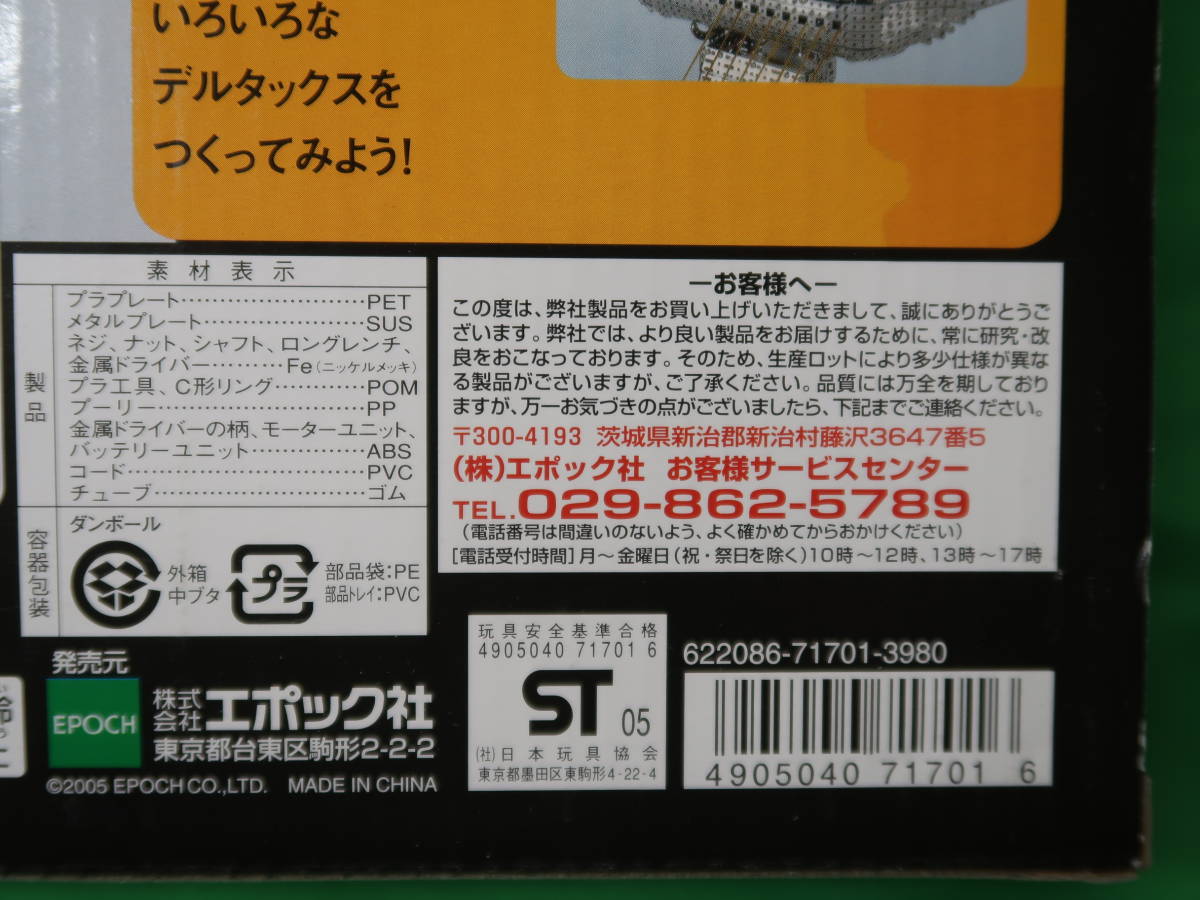 いろいろな
デルタックスを
つくってみよう!
素材表示
製品
プラプレート……………………PET
メタルプレート…………………SUS
ネジ、ナット、シャフト、ロングレンチ、
金属ドライバー………Fe(ニッケルメッキ)
プラ工具、C形リング…………POM
プーリー…………………………PP
金属ドライバーの柄、モーターユニット、
バッテリーユニット……………ABS
コード……………………………PVC
チューブ…………………………ゴム
容器包装
ダンボール
外箱
中ブタ
プラ
部品袋:PE
部品トレイ:PVC
発売元
EPOCH
株式会社エポック社
東京都台東区駒形2-2-2
©2005 EPOCH CO.,LTD. MADE IN CHINA
ーお客様へー
この度は、弊社製品をお買い上げいただきまして、誠にありがとうご
ざいます。弊社では、より良い製品をお届けするために、常に研究・改
良をおこなっております。そのため、生産ロットにより多少仕様が異な
る製品がございますが、ご了承ください。品質には万全を期しており
ますが、万一お気づきの点がございましたら、下記までご連絡ください。
〒300-4193 茨城県新治郡新治村藤沢3647番5
(株)エポック社 お客様サービスセンター
TEL.029-862-5789
(電話番号は間違いのないよう、よく確かめてからおかけください)
[電話受付時間]月～金曜日(祝・祭日を除く)10時～12時、13時～17時
玩具安全基準合格
4905040 71701 6
ST 05
(社)日本玩具協会
東京都墨田区東駒形4-22-4
622086-71701-3980
4905040 71701 6